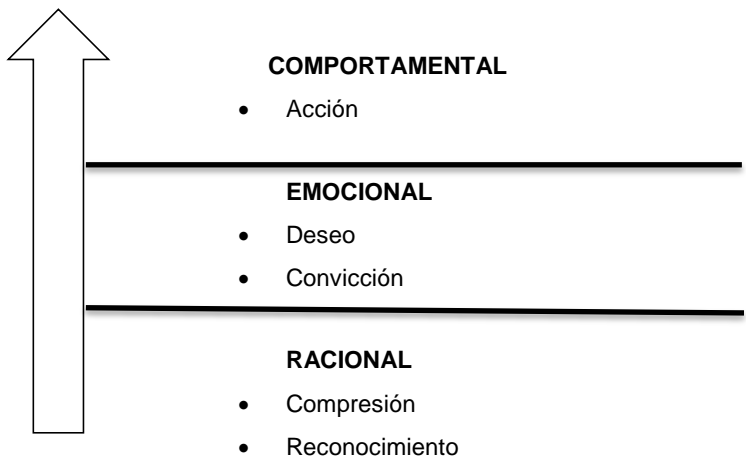 COMPORTAMENTAL
• Acción
EMOCIONAL
• Deseo
• Convicción
RACIONAL
• Compresión
• Reconocimiento